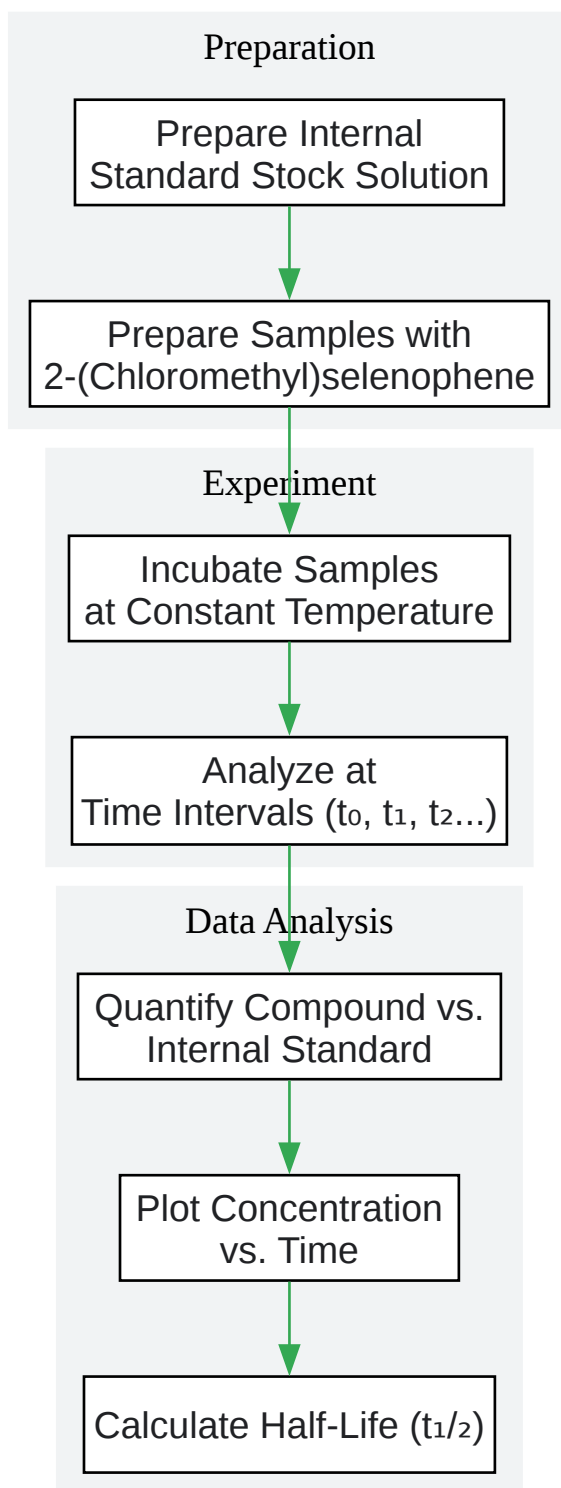 Preparation
Prepare Internal
Standard Stock Solution
Prepare Samples with
2-(Chloromethyl)selenophene
Experiment
Incubate Samples
at Constant Temperature
Analyze at
Time Intervals (t₀, t₁, t₂...)
Data Analysis
Quantify Compound vs.
Internal Standard
Plot Concentration
vs. Time
Calculate Half-Life (t₁/₂)